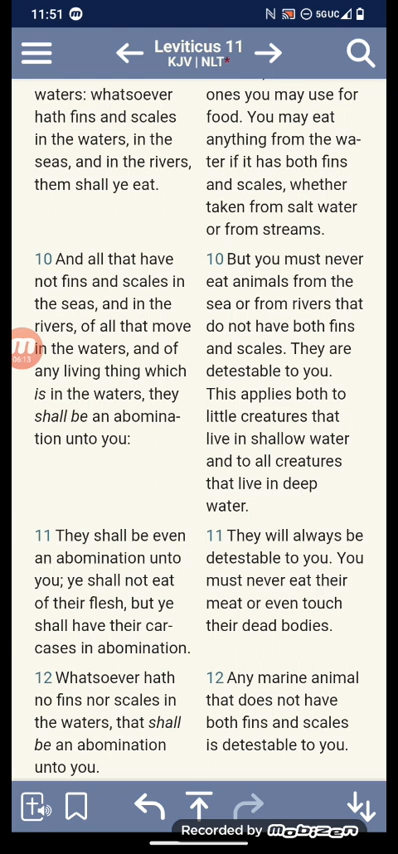 11:51
5GUC
Leviticus 11
KJV | NLT*
waters: whatsoever
hath fins and scales
in the waters, in the
seas, and in the rivers,
them shall ye eat.
10 And all that have
not fins and scales in
the seas, and in the
rivers, of all that move
in the waters, and of
any living thing which
is in the waters, they
shall be an abomina-
tion unto you:
11 They shall be even
an abomination unto
you; ye shall not eat
of their flesh, but ye
shall have their car-
cases in abomination.
12 Whatsoever hath
no fins nor scales in
the waters, that shall
be an abomination
unto you.
ones you may use for
food. You may eat
anything from the wa-
ter if it has both fins
and scales, whether
taken from salt water
or from streams.
10 But you must never
eat animals from the
sea or from rivers that
do not have both fins
and scales. They are
detestable to you.
This applies both to
little creatures that
live in shallow water
and to all creatures
that live in deep
water.
11 They will always be
detestable to you. You
must never eat their
meat or even touch
their dead bodies.
12 Any marine animal
that does not have
both fins and scales
is detestable to you.
06:13
Recorded by mobizen